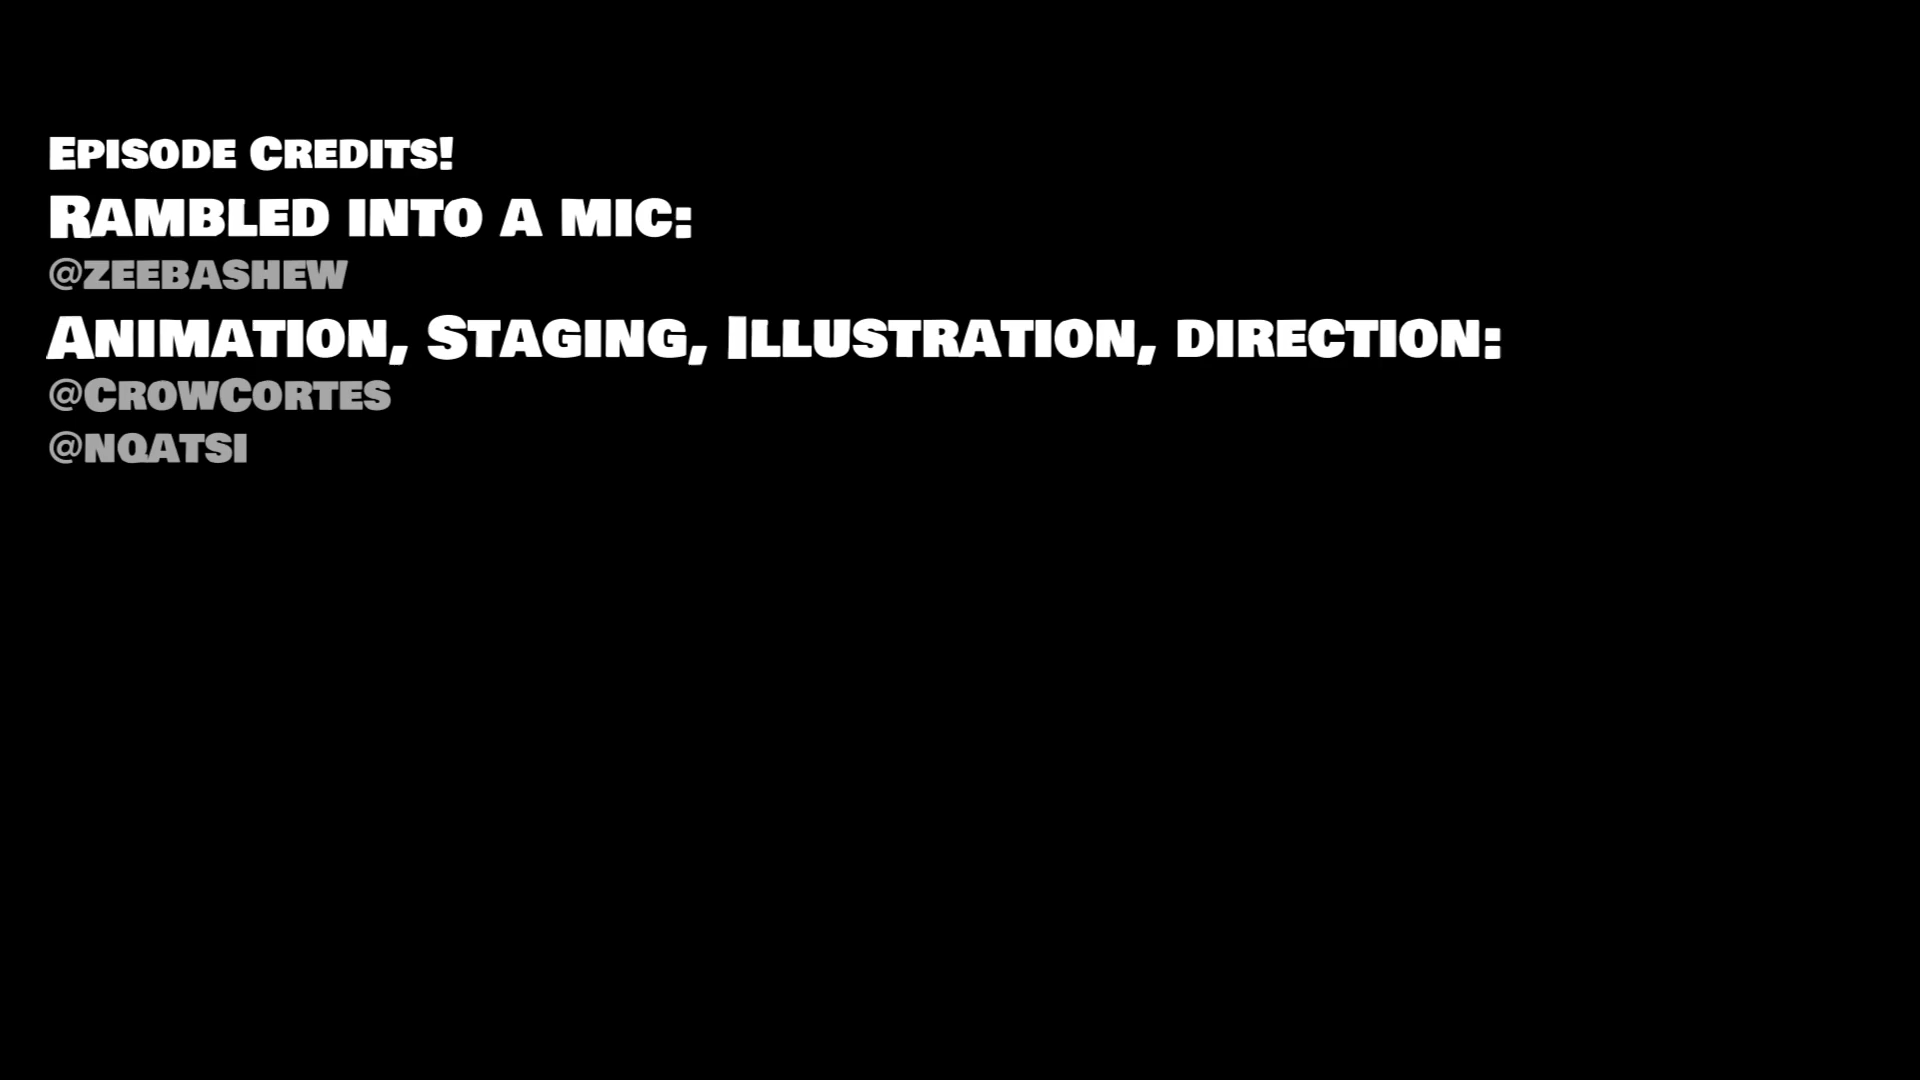 Episode Credits!
Rambled into a mic:
@zeebashew
Animation, Staging, Illustration, direction:
@CrowCortes
@nqatsi